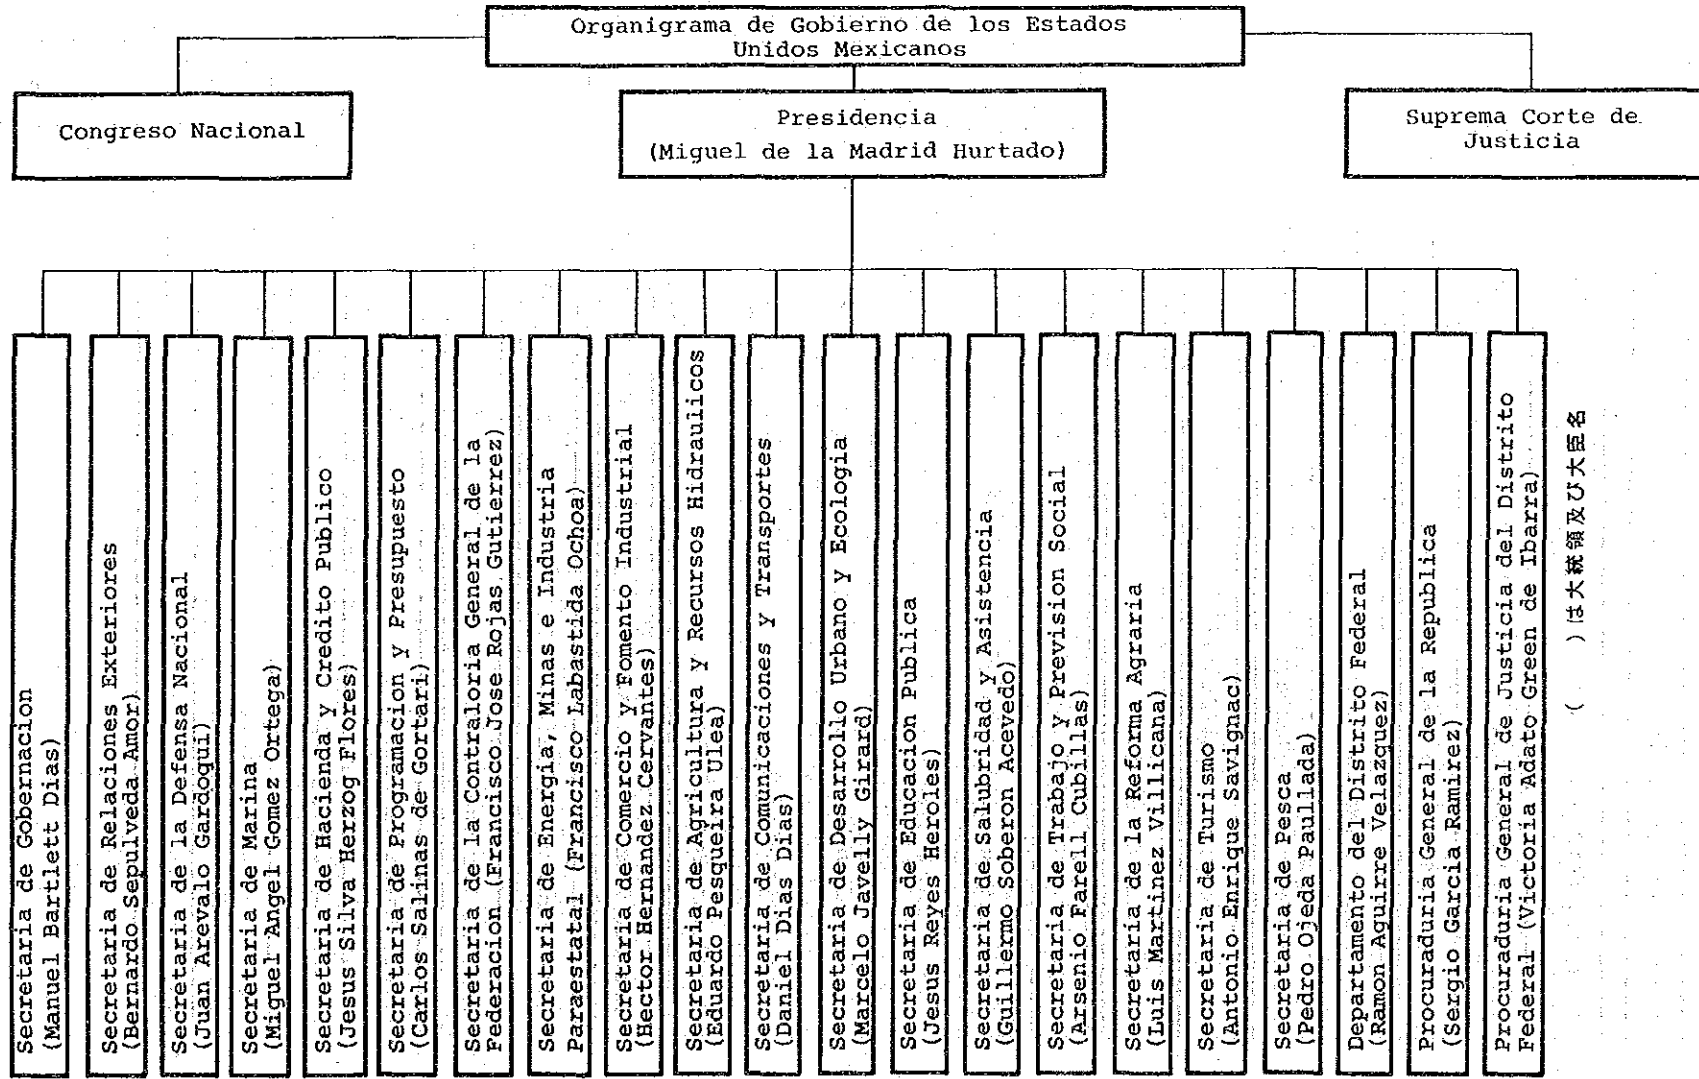 Organigrama de Gobierno de los Estados
Unidos Mexicanos
Congreso Nacional
Presidencia
(Miguel de la Madrid Hurtado)
Suprema Corte de
Justicia
Secretaria de Gobernacion
(Manuel Bartlett Dias)
Secretaria de Relaciones Exteriores
(Bernardo Sepulveda Amor)
Secretaria de la Defensa Nacional
(Juan Arevalo Gardoqui)
Secretaria de Marina
(Miguel Angel Gomez Ortega)
Secretaria de Hacienda y Credito Publico
(Jesus Silva Herzog Flores)
Secretaria de Programacion y Presupuesto
(Carlos Salinas de Gortari)
Secretaria de la Contraloria General de la
Federacion (Francisco Jose Rojas Gutierrez)
Secretaria de Energia, Minas e Industria
Paraestatal (Francisco Labastida Ochoa)
Secretaria de Comercio y Fomento Industrial
(Hector Hernandez Cervantes)
Secretaria de Agricultura y Recursos Hidraulicos
(Eduardo Pesqueira Ulea)
Secretaria de Comunicaciones y Transportes
(Daniel Dias Dias)
Secretaria de Desarrollo Urbano y Ecologia
(Marcelo Javelly Girard)
Secretaria de Educacion Publica
(Jesus Reyes Heroles)
Secretaria de Salubridad y Asistencia
(Guillermo Soberon Acevedo)
Secretaria de Trabajo y Prevision Social
(Arsenio Farell Cubillas)
Secretaria de la Reforma Agraria
(Luis Martinez Villicana)
Secretaria de Turismo
(Antonio Enrique Savignac)
Secretaria de Pesca
(Pedro Ojeda Paullada)
Departamento del Distrito Federal
(Ramon Aguirre Velazquez)
Procuraduria General de la Republica
(Sergio Garcia Ramirez)
Procuraduria General de Justicia del Distrito
Federal (Victoria Adato Green de Ibarra)
( )は大統領及び大臣名